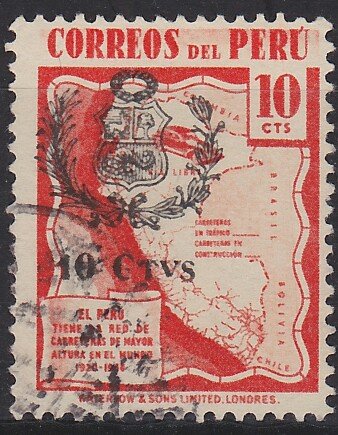 CORREOS DEL PERÚ
10
CTS
COLOMBIA
BRASIL
CARRETERAS
EN TRAFICO
CARRETERAS EN
CONSTRUCCION
10 CTVS
BOLIVIA
CHILE
EL PERU
TIENE LA RED DE
CARRETERAS DE MAYOR
ALTURA EN EL MUNDO
WATERLOW & SONS LIMITED, LONDRES.